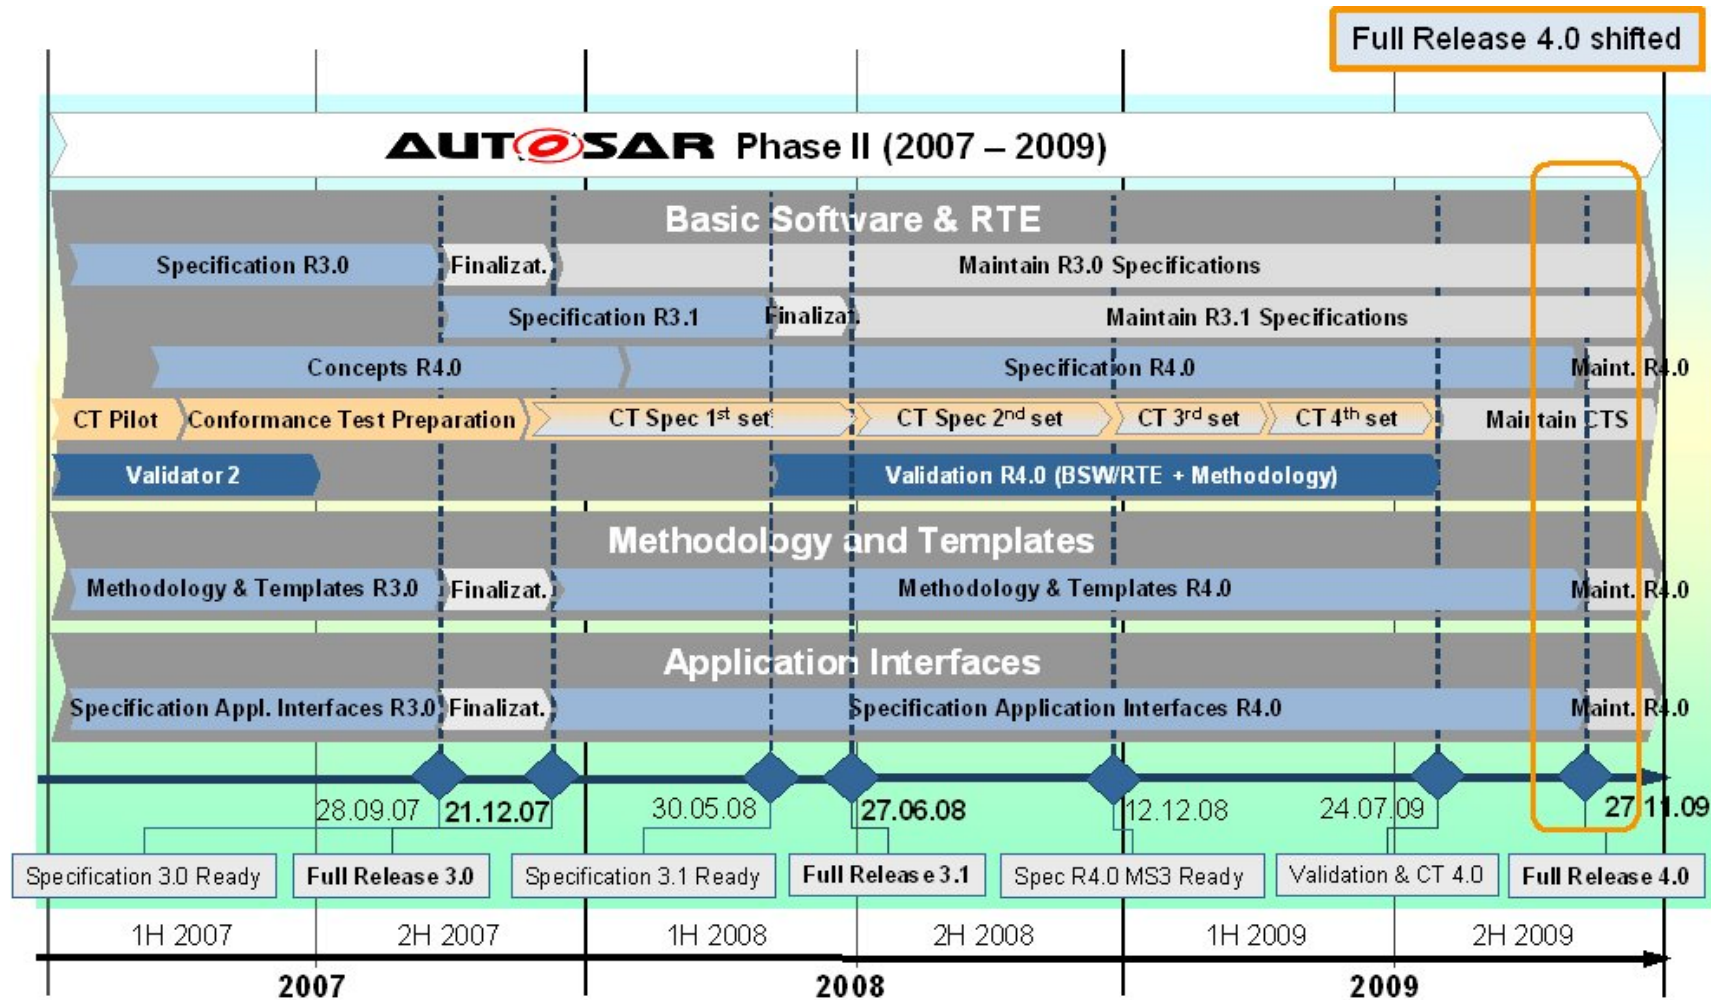 Full Release 4.0 shifted
AUTOSAR Phase II (2007 – 2009)
Basic Software & RTE
Specification R3.0
Finalizat.
Maintain R3.0 Specifications
Specification R3.1
Finalizat.
Maintain R3.1 Specifications
Concepts R4.0
Specification R4.0
Maint. R4.0
CT Pilot
Conformance Test Preparation
CT Spec 1st set
CT Spec 2nd set
CT 3rd set
CT 4th set
Maintain CTS
Validator 2
Validation R4.0 (BSW/RTE + Methodology)
Methodology and Templates
Methodology & Templates R3.0
Finalizat.
Methodology & Templates R4.0
Maint. R4.0
Application Interfaces
Specification Appl. Interfaces R3.0
Finalizat.
Specification Application Interfaces R4.0
Maint. R4.0
28.09.07
21.12.07
30.05.08
27.06.08
12.12.08
24.07.09
27.11.09
Specification 3.0 Ready
Full Release 3.0
Specification 3.1 Ready
Full Release 3.1
Spec R4.0 MS3 Ready
Validation & CT 4.0
Full Release 4.0
1H 2007
2H 2007
1H 2008
2H 2008
1H 2009
2H 2009
2007
2008
2009